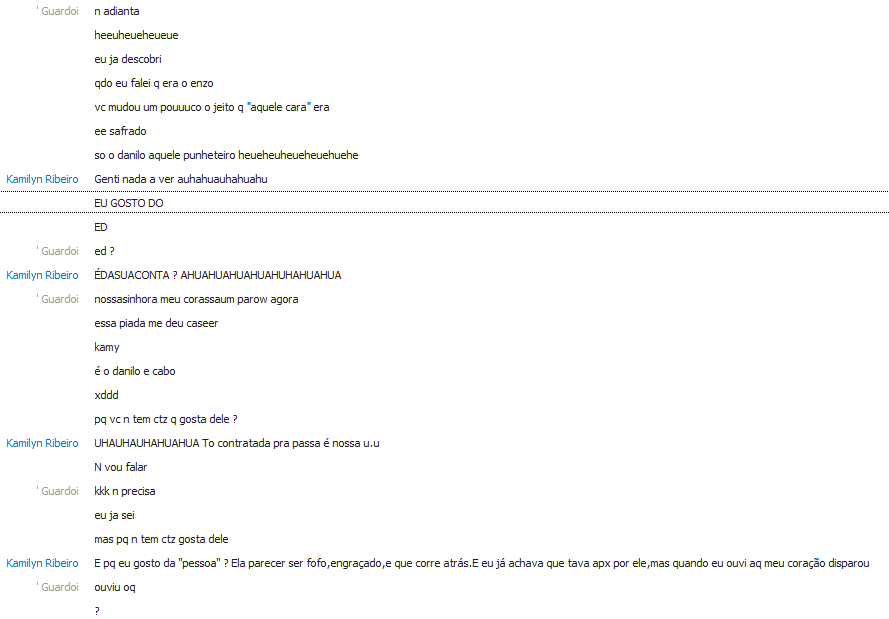 ' Guardoi n adianta
heeuheueheueue
eu ja descobri
qdo eu falei q era o enzo
vc mudou um pouuuco o jeito q "aquele cara" era
ee safrado
so o danilo aquele punheteiro heueheuheueheuehuehe
Kamilyn Ribeiro Genti nada a ver auhahuauhahuahu
EU GOSTO DO
ED
' Guardoi ed ?
Kamilyn Ribeiro ÉDASUACONTA ? AHUAHUAHUAHUAHUHAHUAHUA
' Guardoi nossasinhora meu corassaum parow agora
essa piada me deu caseer
kamy
é o danilo e cabo
xddd
pq vc n tem ctz q gosta dele ?
Kamilyn Ribeiro UHAUHAUHAHUAHUA To contratada pra passa é nossa u.u
N vou falar
' Guardoi kkk n precisa
eu ja sei
mas pq n tem ctz gosta dele
Kamilyn Ribeiro E pq eu gosto da "pessoa" ? Ela parecer ser fofo,engraçado,e que corre atrás.E eu já achava que tava apx por ele,mas quando eu ouvi aq meu coração disparou
' Guardoi ouviu oq
?